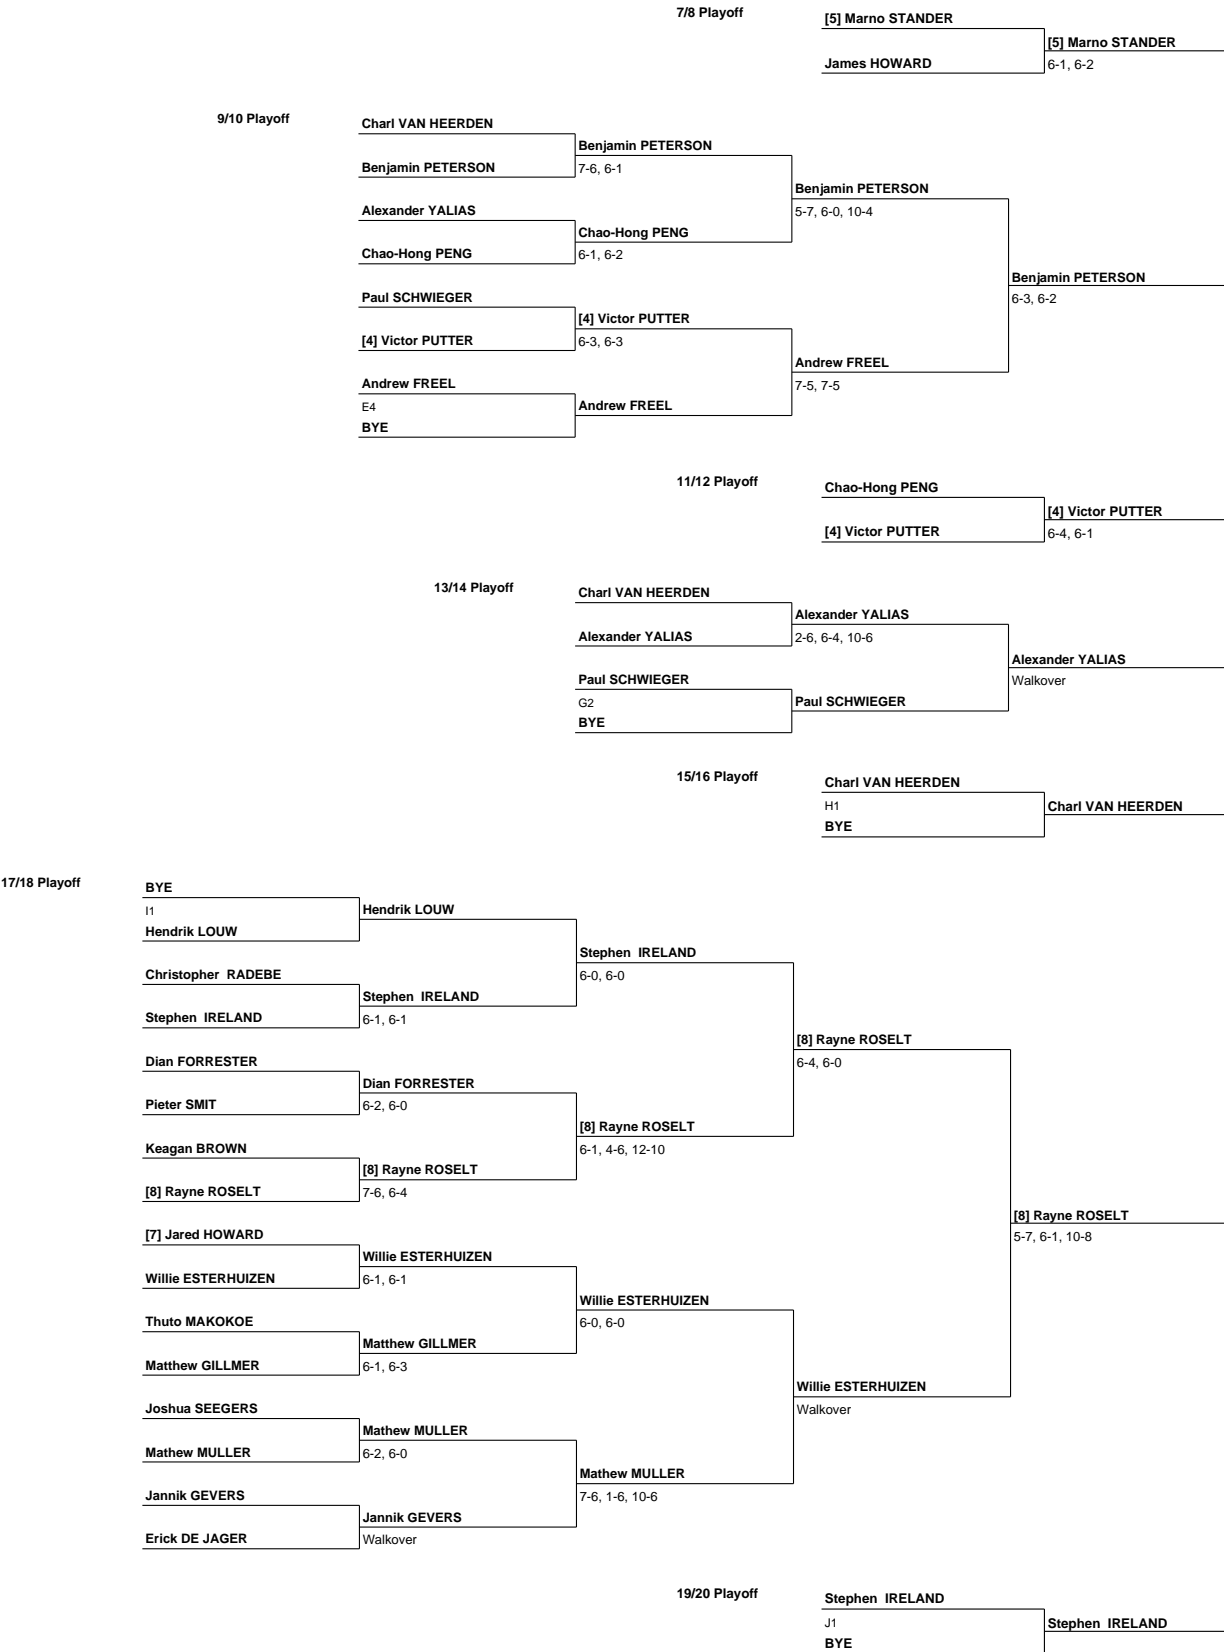 7/8 Playoff
[5] Marno STANDER
[5] Marno STANDER
James HOWARD
6-1, 6-2
9/10 Playoff
Charl VAN HEERDEN
Benjamin PETERSON
Benjamin PETERSON
7-6, 6-1
Benjamin PETERSON
Alexander YALIAS
5-7, 6-0, 10-4
Chao-Hong PENG
Chao-Hong PENG
6-1, 6-2
Benjamin PETERSON
Paul SCHWIEGER
6-3, 6-2
[4] Victor PUTTER
[4] Victor PUTTER
6-3, 6-3
Andrew FREEL
Andrew FREEL
7-5, 7-5
E4
Andrew FREEL
BYE
11/12 Playoff
Chao-Hong PENG
[4] Victor PUTTER
[4] Victor PUTTER
6-4, 6-1
13/14 Playoff
Charl VAN HEERDEN
Alexander YALIAS
Alexander YALIAS
2-6, 6-4, 10-6
Alexander YALIAS
Paul SCHWIEGER
Walkover
G2
Paul SCHWIEGER
BYE
15/16 Playoff
Charl VAN HEERDEN
H1
Charl VAN HEERDEN
BYE
17/18 Playoff
BYE
I1
Hendrik LOUW
Hendrik LOUW
Stephen  IRELAND
Christopher  RADEBE
6-0, 6-0
Stephen  IRELAND
Stephen  IRELAND
6-1, 6-1
[8] Rayne ROSELT
Dian FORRESTER
6-4, 6-0
Dian FORRESTER
Pieter SMIT
6-2, 6-0
[8] Rayne ROSELT
Keagan BROWN
6-1, 4-6, 12-10
[8] Rayne ROSELT
[8] Rayne ROSELT
7-6, 6-4
[8] Rayne ROSELT
[7] Jared HOWARD
5-7, 6-1, 10-8
Willie ESTERHUIZEN
Willie ESTERHUIZEN
6-1, 6-1
Willie ESTERHUIZEN
Thuto MAKOKOE
6-0, 6-0
Matthew GILLMER
Matthew GILLMER
6-1, 6-3
Willie ESTERHUIZEN
Joshua SEEGERS
Walkover
Mathew MULLER
Mathew MULLER
6-2, 6-0
Mathew MULLER
Jannik GEVERS
7-6, 1-6, 10-6
Jannik GEVERS
Erick DE JAGER
Walkover
19/20 Playoff
Stephen  IRELAND
J1
Stephen  IRELAND
BYE